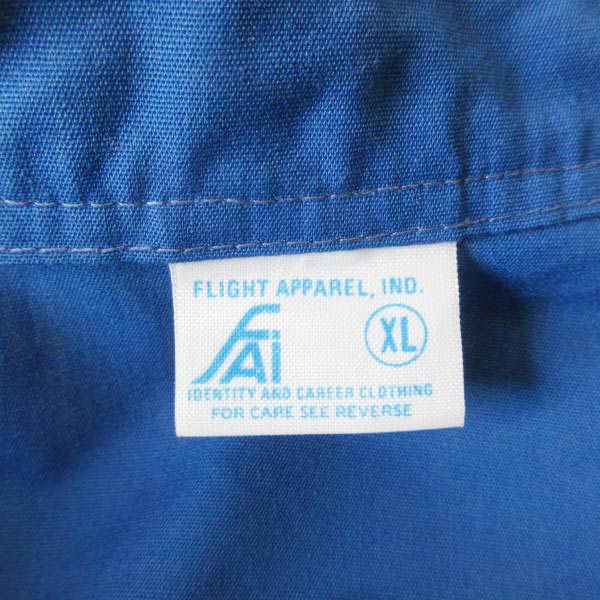 FLIGHT APPAREL, IND.
FAi
XL
IDENTITY AND CAREER CLOTHING
FOR CARE SEE REVERSE